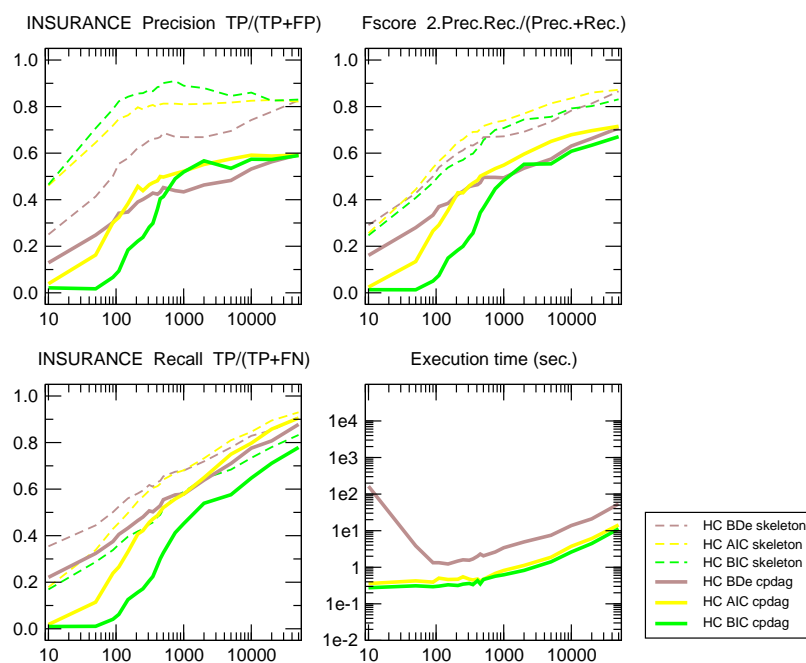 INSURANCE Precision TP/(TP+FP)
1.0
0.8
0.6
0.4
0.2
0.0
10 100 1000 10000
Fscore 2.Prec.Rec./(Prec.+Rec.)
1.0
0.8
0.6
0.4
0.2
0.0
10 100 1000 10000
INSURANCE Recall TP/(TP+FN)
1.0
0.8
0.6
0.4
0.2
0.0
10 100 1000 10000
Execution time (sec.)
1e4
1e3
1e2
1e1
1
1e-1
1e-2
10 100 1000 10000
HC BDe skeleton
HC AIC skeleton
HC BIC skeleton
HC BDe cpdag
HC AIC cpdag
HC BIC cpdag